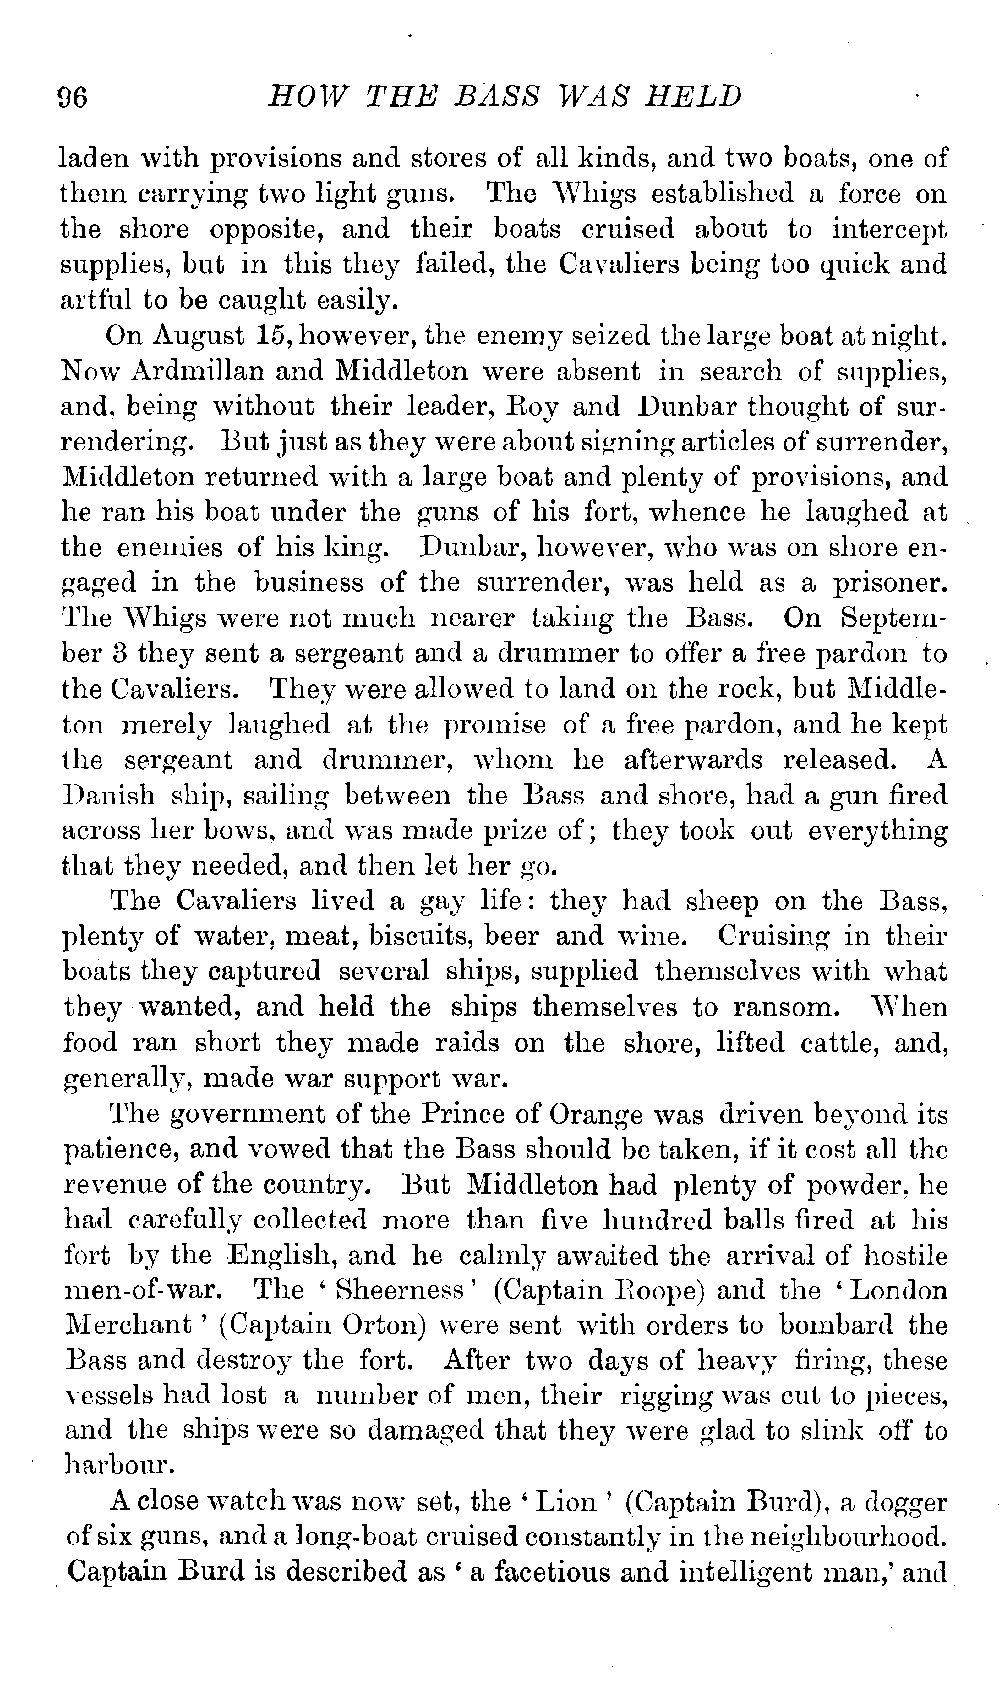 96 HOW THE BASS WAS HELD
laden with provisions and stores of all kinds, and two boats, one of
them carrying two light guns. The Whigs established a force on
the shore opposite, and their boats cruised about to intercept
supplies, but in this they failed, the Cavaliers being too quick and
artful to be caught easily.
On August 15, however, the enemy seized the large boat at night.
Now Ardmillan and Middleton were absent in search of supplies,
and, being without their leader, Roy and Dunbar thought of sur-
rendering. But just as they were about signing articles of surrender,
Middleton returned with a large boat and plenty of provisions, and
he ran his boat under the guns of his fort, whence he laughed at
the enemies of his king. Dunbar, however, who was on shore en-
gaged in the business of the surrender, was held as a prisoner.
The Whigs were not much nearer taking the Bass. On Septem-
ber 3 they sent a sergeant and a drummer to offer a free pardon to
the Cavaliers. They were allowed to land on the rock, but Middle-
ton merely laughed at the promise of a free pardon, and he kept
the sergeant and drummer, whom he afterwards released. A
Danish ship, sailing between the Bass and shore, had a gun fired
across her bows, and was made prize of; they took out everything
that they needed, and then let her go.
The Cavaliers lived a gay life: they had sheep on the Bass,
plenty of water, meat, biscuits, beer and wine. Cruising in their
boats they captured several ships, supplied themselves with what
they wanted, and held the ships themselves to ransom. When
food ran short they made raids on the shore, lifted cattle, and,
generally, made war support war.
The government of the Prince of Orange was driven beyond its
patience, and vowed that the Bass should be taken, if it cost all the
revenue of the country. But Middleton had plenty of powder, he
had carefully collected more than five hundred balls fired at his
fort by the English, and he calmly awaited the arrival of hostile
men-of-war. The ‘ Sheerness ’ (Captain Roope) and the ‘ London
Merchant ’ (Captain Orton) were sent with orders to bombard the
Bass and destroy the fort. After two days of heavy firing, these
vessels had lost a number of men, their rigging was cut to pieces,
and the ships were so damaged that they were glad to slink off to
harbour.
A close watch was now set, the ‘ Lion ’ (Captain Burd), a dogger
of six guns, and a long-boat cruised constantly in the neighbourhood.
Captain Burd is described as ‘ a facetious and intelligent man,’ and